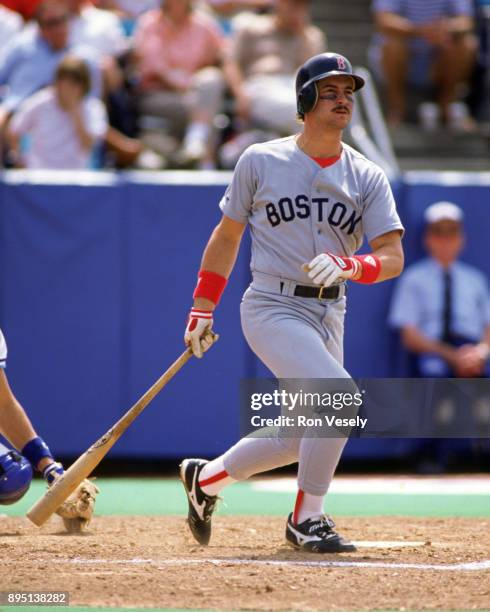 B
BOSTON
gettyimages
Credit: Ron Vesely
895138282